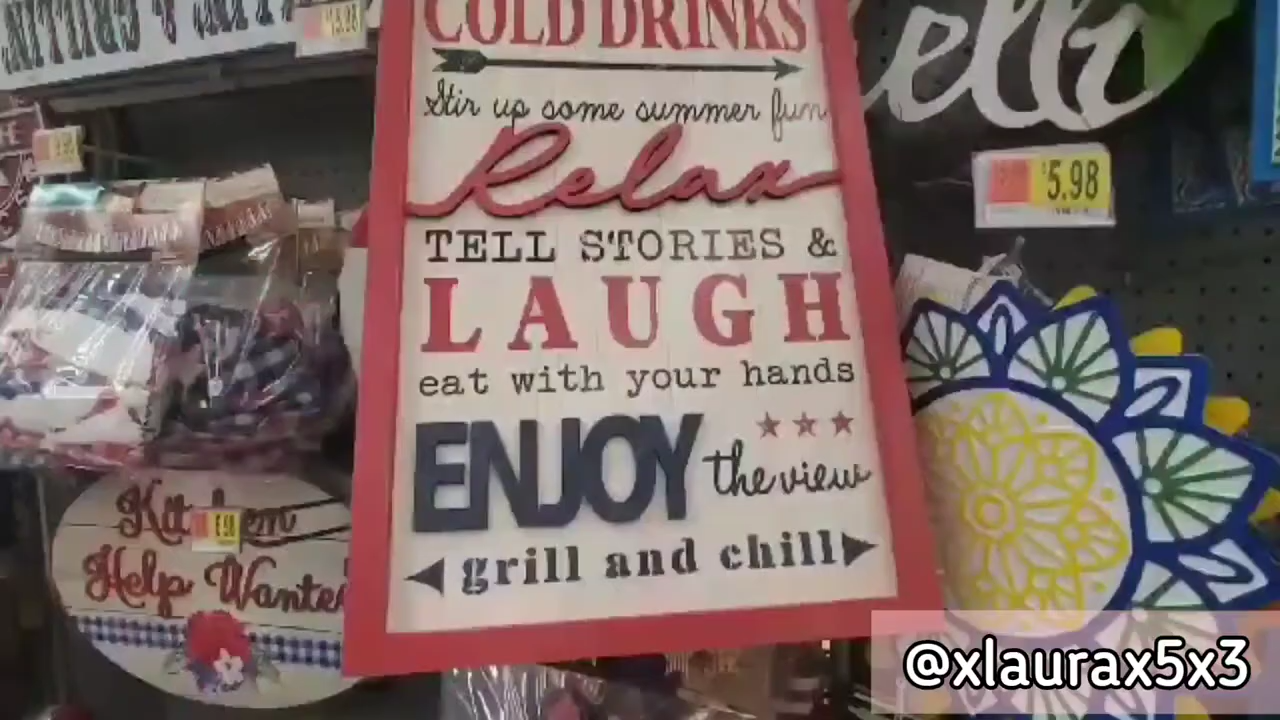 COLD DRINKS
Stir up some summer fun
Relax
TELL STORIES &
LAUGH
eat with your hands
ENJOY
the view
grill and chill
5.98
Help Wanted
@xlaurax5x3